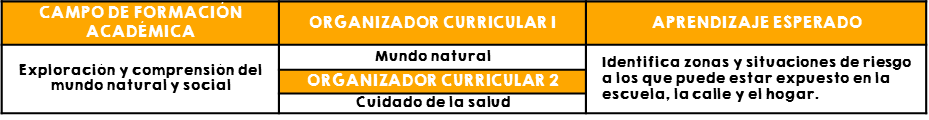 CAMPO DE FORMACIÓN
ACADÉMICA
ORGANIZADOR CURRICULAR 1
APRENDIZAJE ESPERADO
Exploración y comprensión del
mundo natural y social
Mundo natural
ORGANIZADOR CURRICULAR 2
Cuidado de la salud
Identifica zonas y situaciones de riesgo
a los que puede estar expuesto en la
escuela, la calle y el hogar.